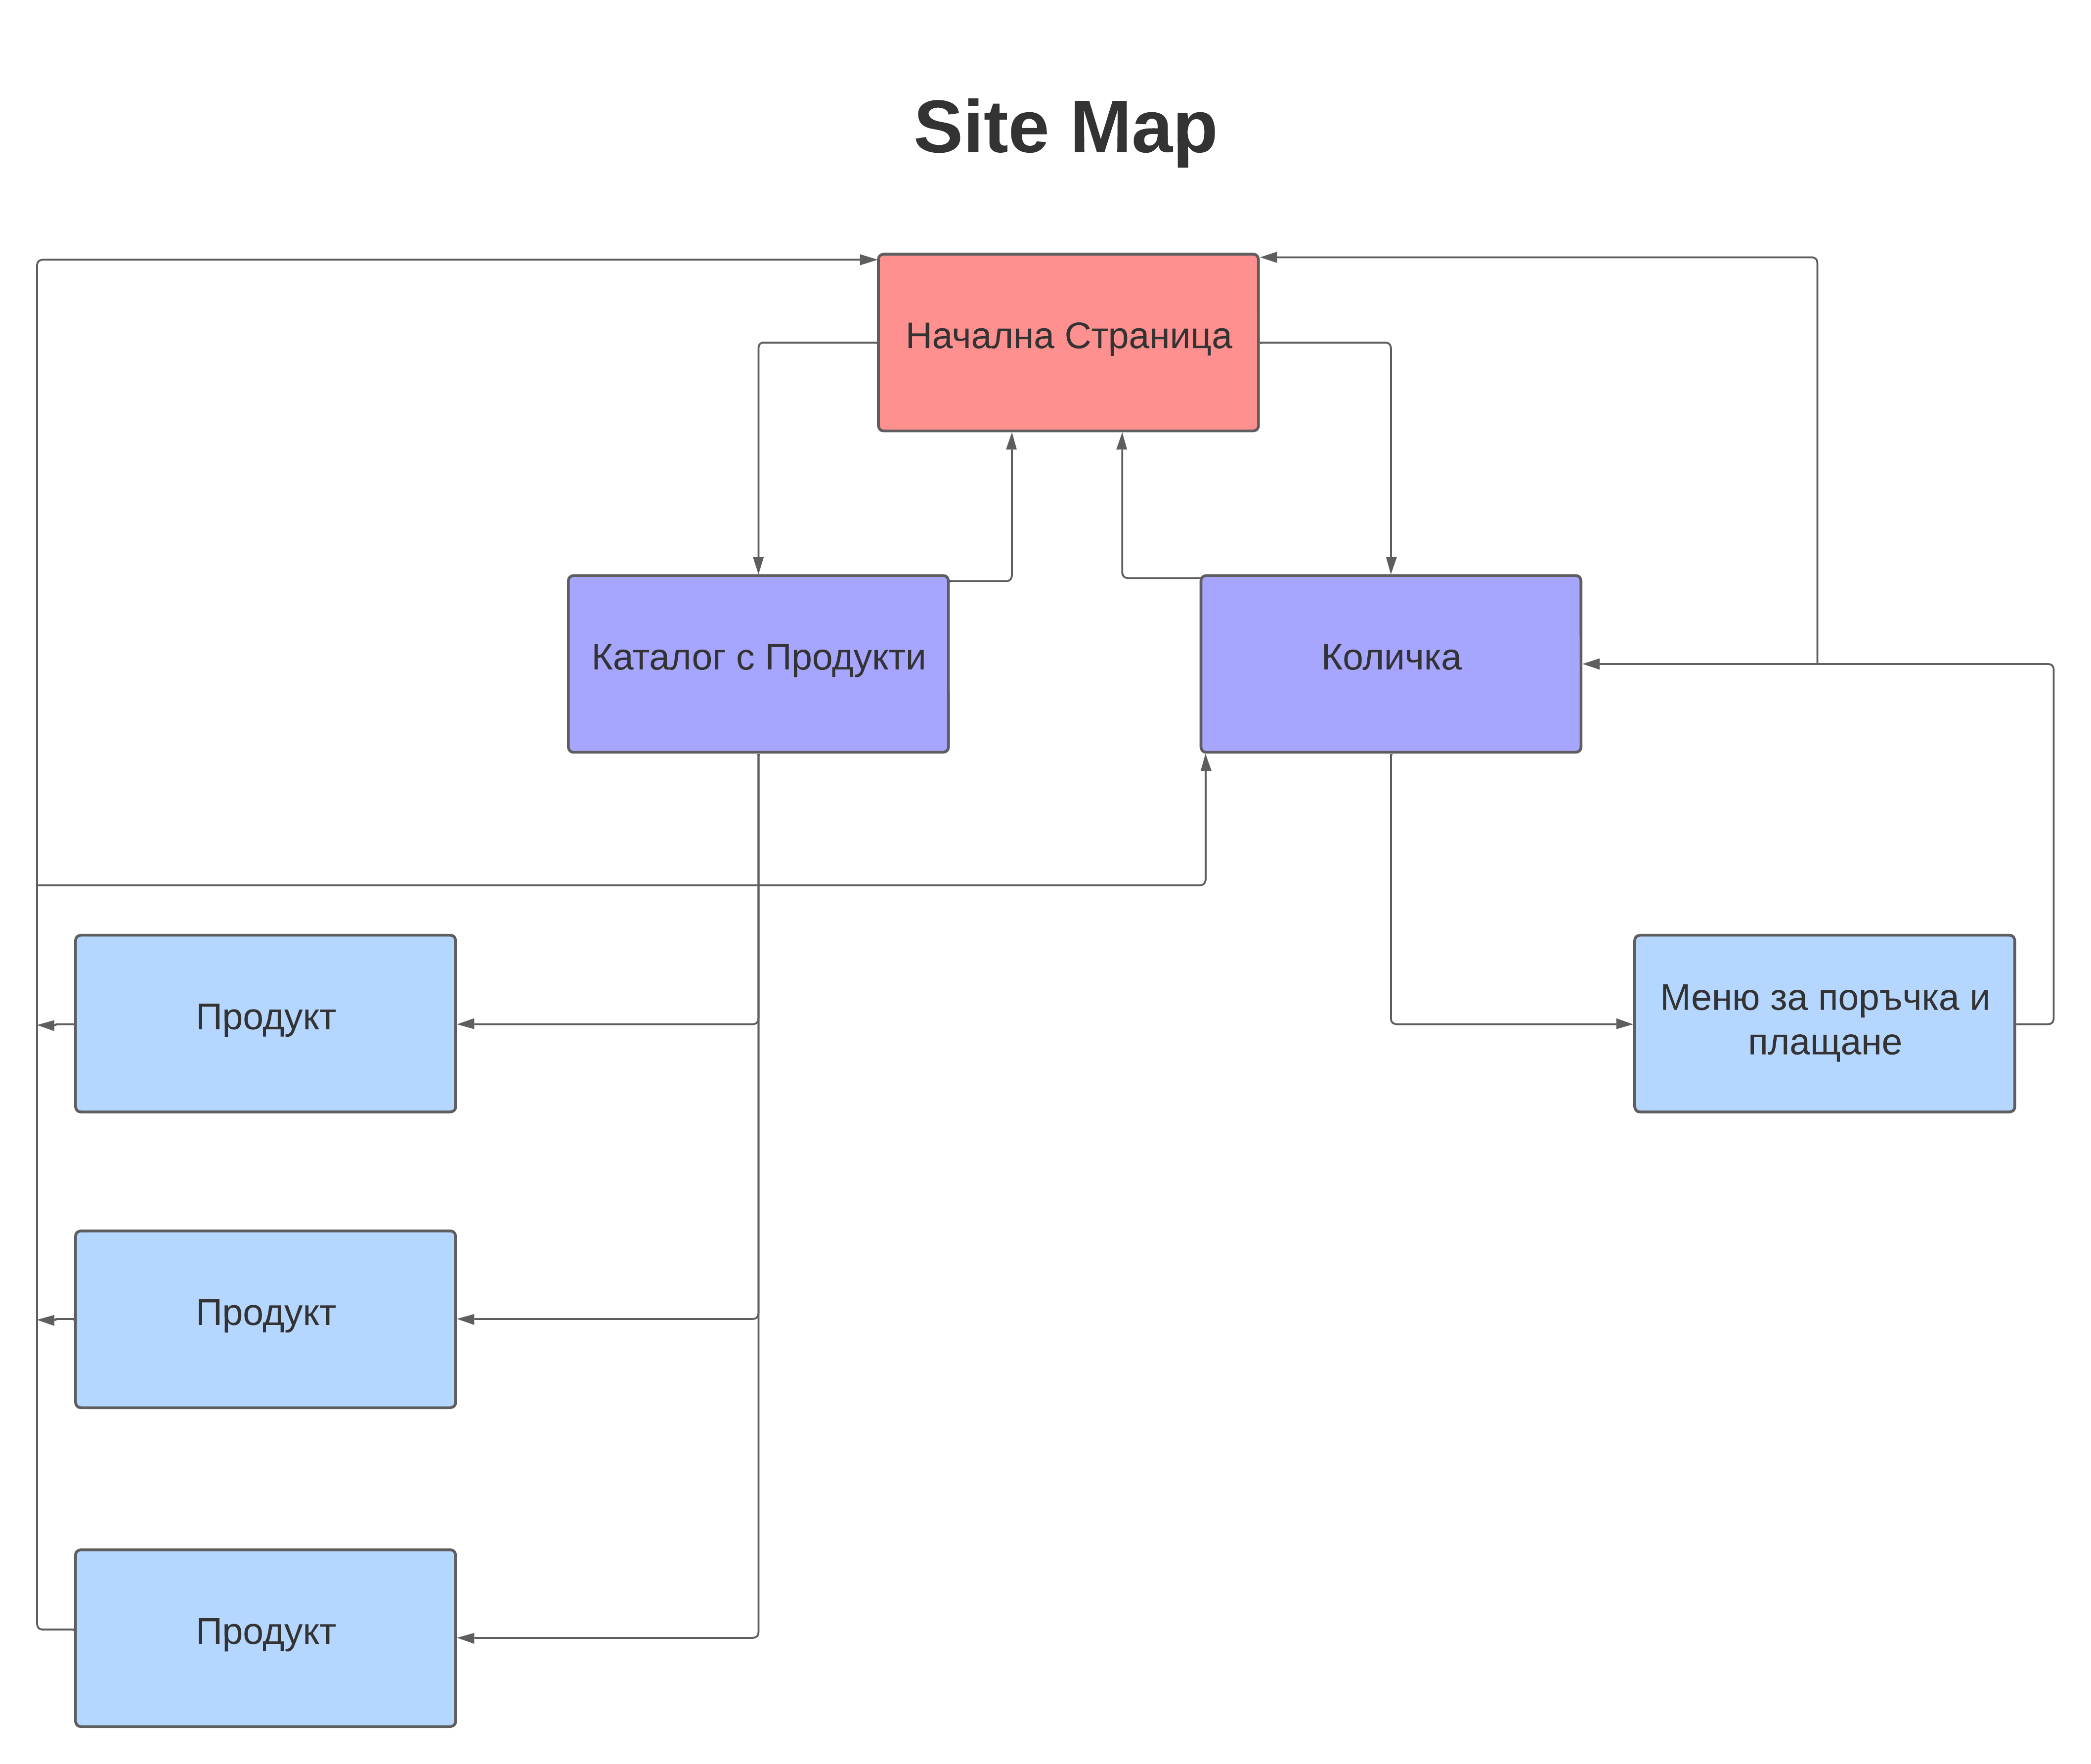 Site Map
Начална Страница
Каталог с Продукти
Количка
Продукт
Меню за поръчка и
плащане
Продукт
Продукт